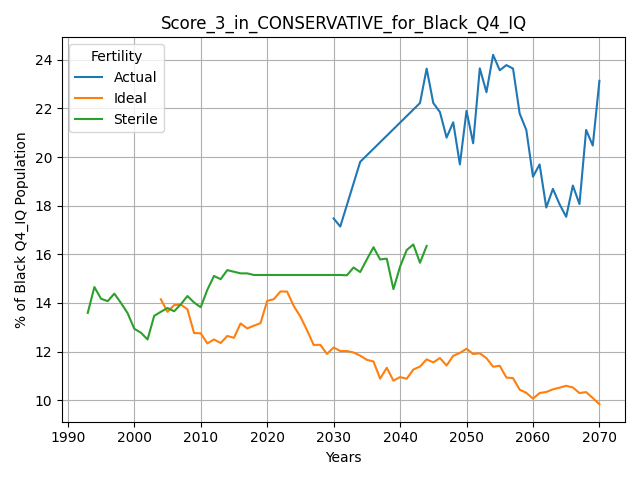 Score_3_in_CONSERVATIVE_for_Black_Q4_IQ
Fertility
Actual
Ideal
Sterile
% of Black Q4_IQ Population
24
22
20
18
16
14
12
10
1990 2000 2010 2020 2030 2040 2050 2060 2070
Years